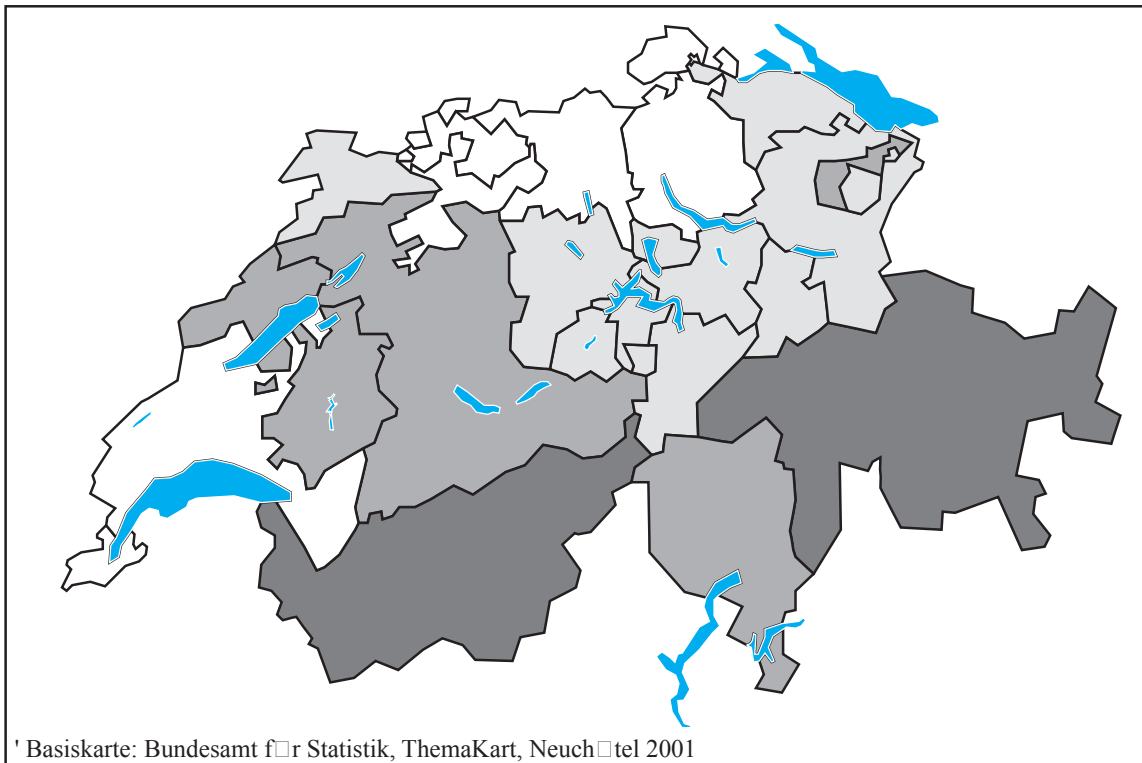 ' Basiskarte: Bundesamt f□r Statistik, ThemaKart, Neuch□tel 2001